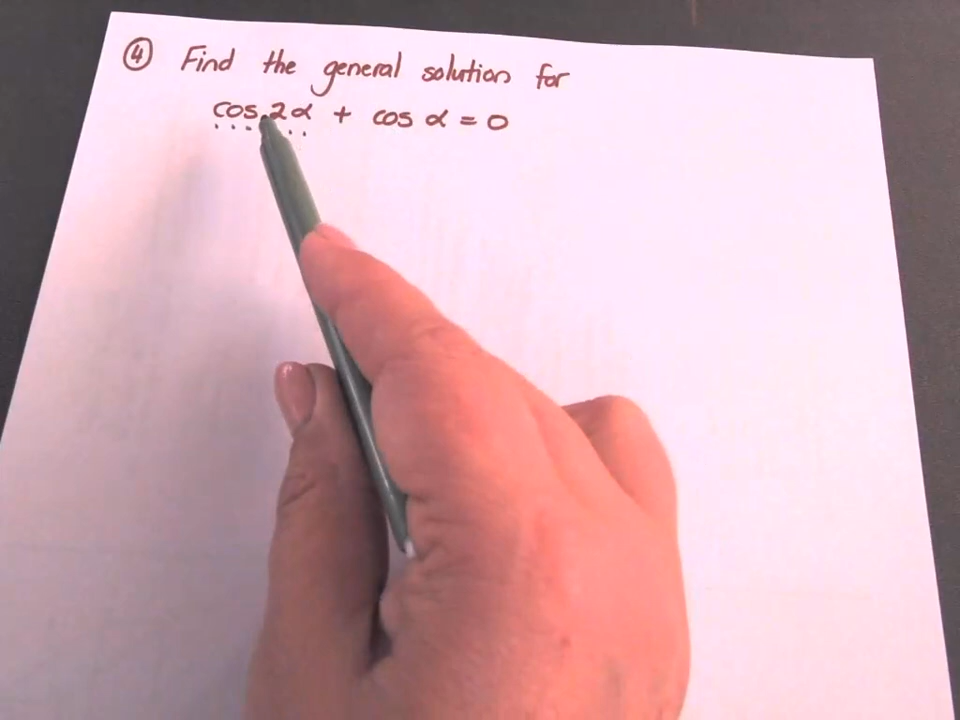 ④ Find the general solution for
cos 2α + cos α = 0